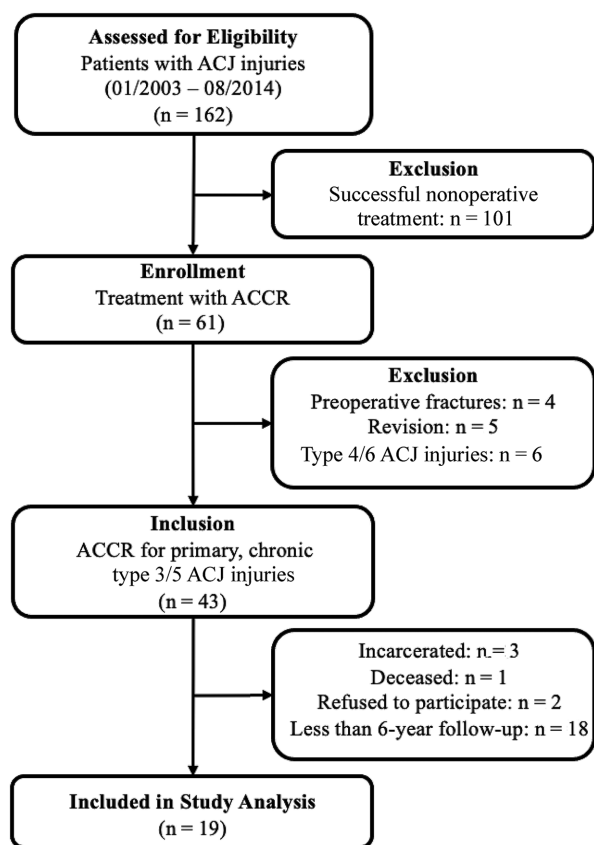 Assessed for Eligibility
Patients with ACJ injuries
(01/2003 – 08/2014)
(n = 162)
Exclusion
Successful nonoperative
treatment: n = 101
Enrollment
Treatment with ACCR
(n = 61)
Exclusion
Preoperative fractures: n = 4
Revision: n = 5
Type 4/6 ACJ injuries: n = 6
Inclusion
ACCR for primary, chronic
type 3/5 ACJ injuries
(n = 43)
Incarcerated: n = 3
Deceased: n = 1
Refused to participate: n = 2
Less than 6-year follow-up: n = 18
Included in Study Analysis
(n = 19)